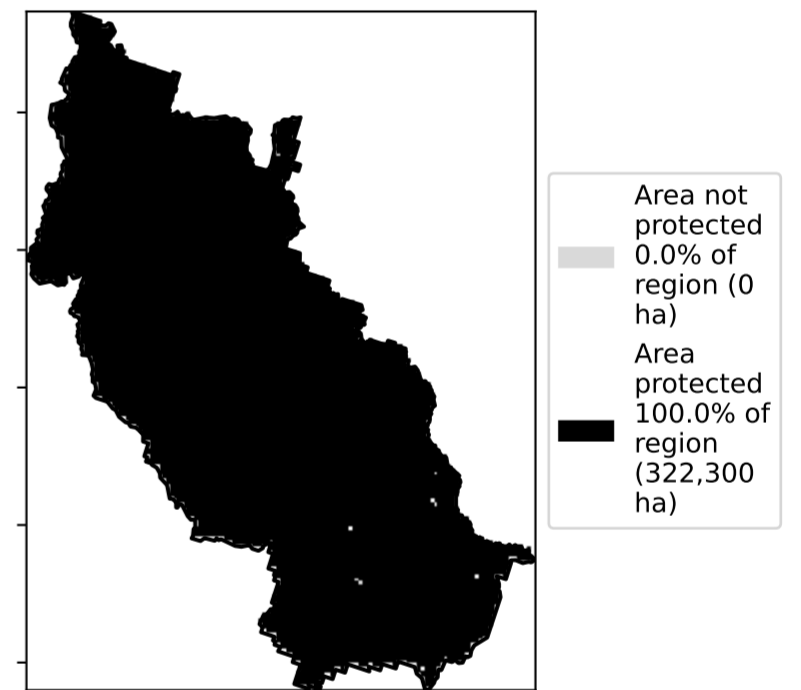 Area not
protected
0.0% of
region (0
ha)
Area
protected
100.0% of
region
(322,300
ha)